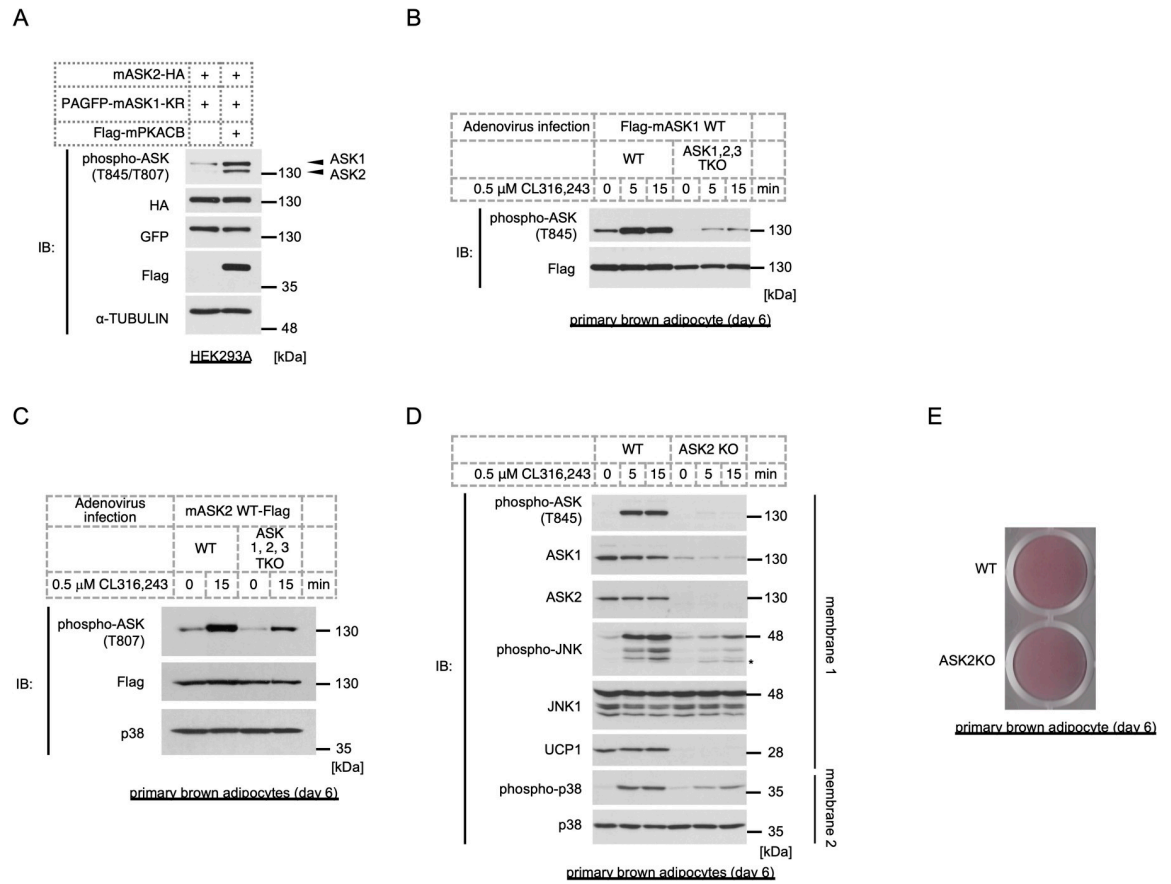 A
mASK2-HA + +
PAGFP-mASK1-KR + +
Flag-mPKACB +
phospho-ASK
(T845/T807)
130
ASK1
ASK2
HA
130
GFP
130
IB:
Flag
35
α-TUBULIN
48
HEK293A [kDa]
B
Adenovirus infection Flag-mASK1 WT
WT ASK1,2,3
TKO
0.5 μM CL316,243 0 5 15 0 5 15 min
phospho-ASK
(T845)
130
IB:
Flag
130
[kDa]
primary brown adipocyte (day 6)
C
Adenovirus
infection
mASK2 WT-Flag
WT
ASK
1, 2, 3
TKO
0.5 μM CL316,243 0 15 0 15 min
phospho-ASK
(T807)
130
IB:
Flag
130
p38
35
[kDa]
primary brown adipocytes (day 6)
D
WT ASK2 KO
0.5 μM CL316,243 0 5 15 0 5 15 min
phospho-ASK
(T845)
130
ASK1
130
ASK2
130
IB:
phospho-JNK
48
*
JNK1
48
UCP1
28
membrane 1
phospho-p38
35
p38
35
membrane 2
[kDa]
primary brown adipocytes (day 6)
E
WT
ASK2KO
primary brown adipocyte (day 6)